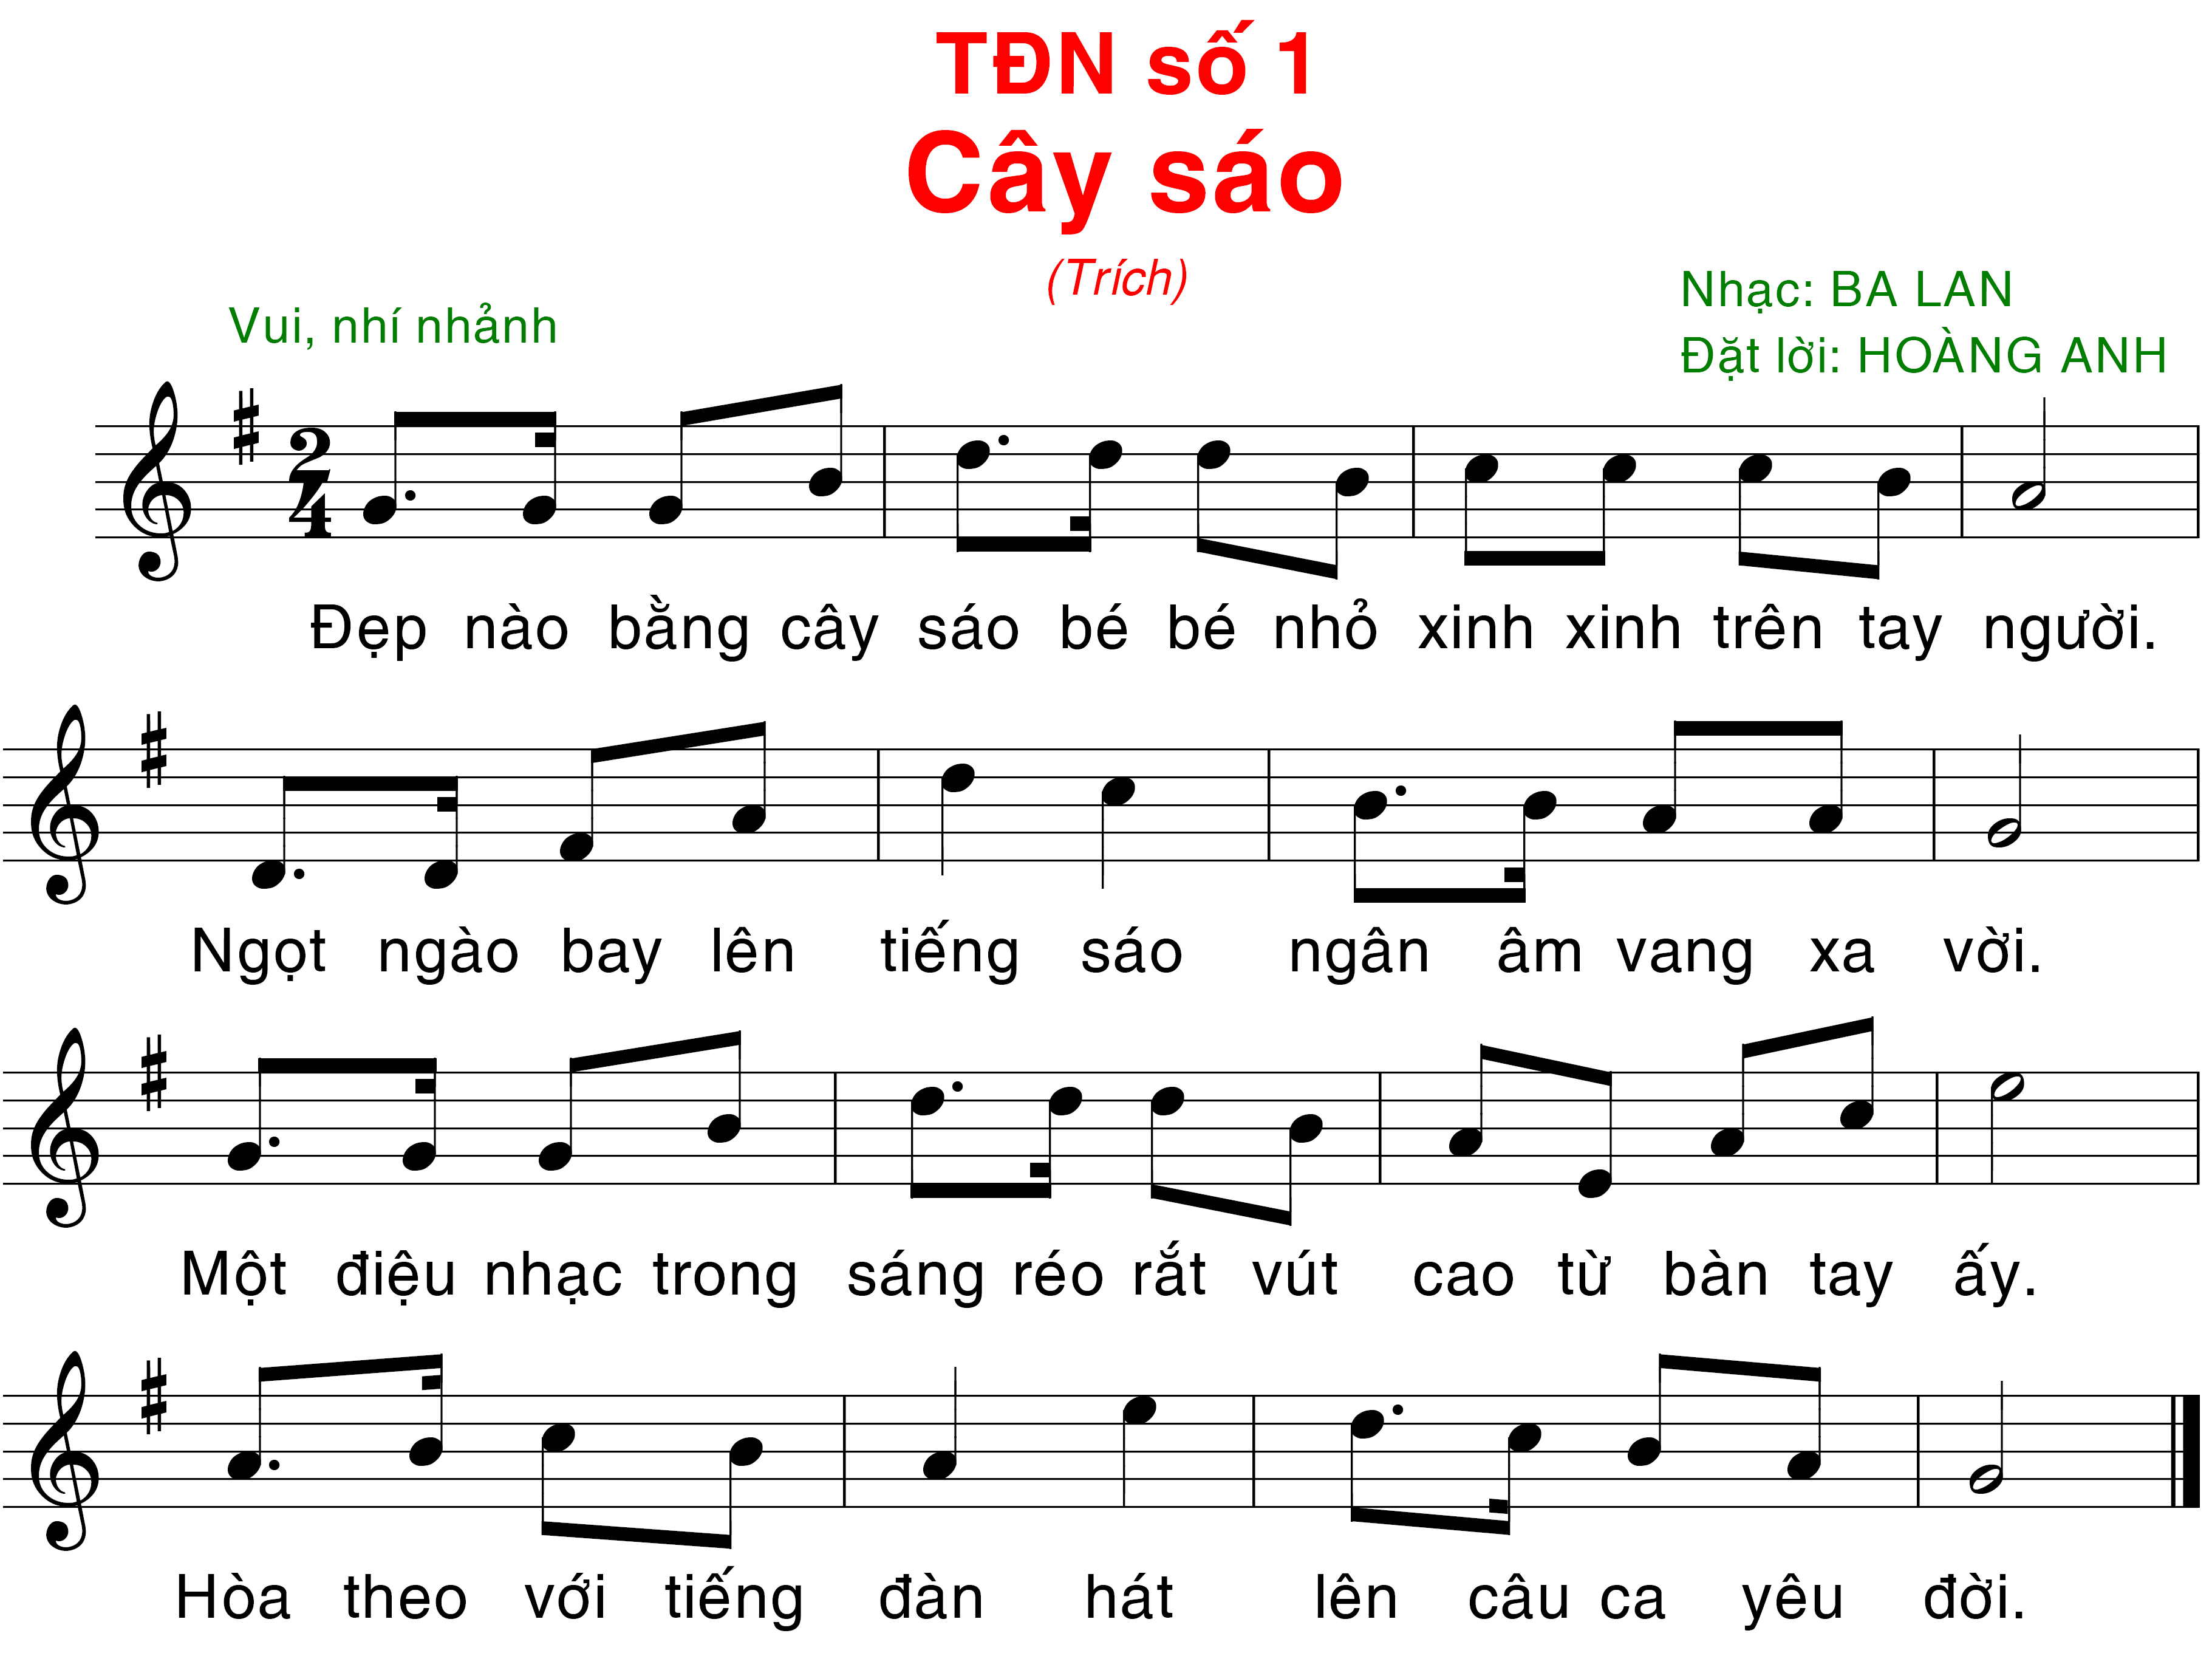 TĐN số 1
Cây sáo
(Trích)
Nhạc: BA LAN
Vui, nhí nhảnh
Đặt lời: HOÀNG ANH
2
4
Đẹp nào bằng cây sáo bé bé nhỏ xinh xinh trên tay người.
Ngọt ngào bay lên tiếng sáo ngân âm vang xa vời.
Một điệu nhạc trong sáng réo rắt vút cao từ bàn tay ấy.
Hòa theo với tiếng đàn hát lên câu ca yêu đời.